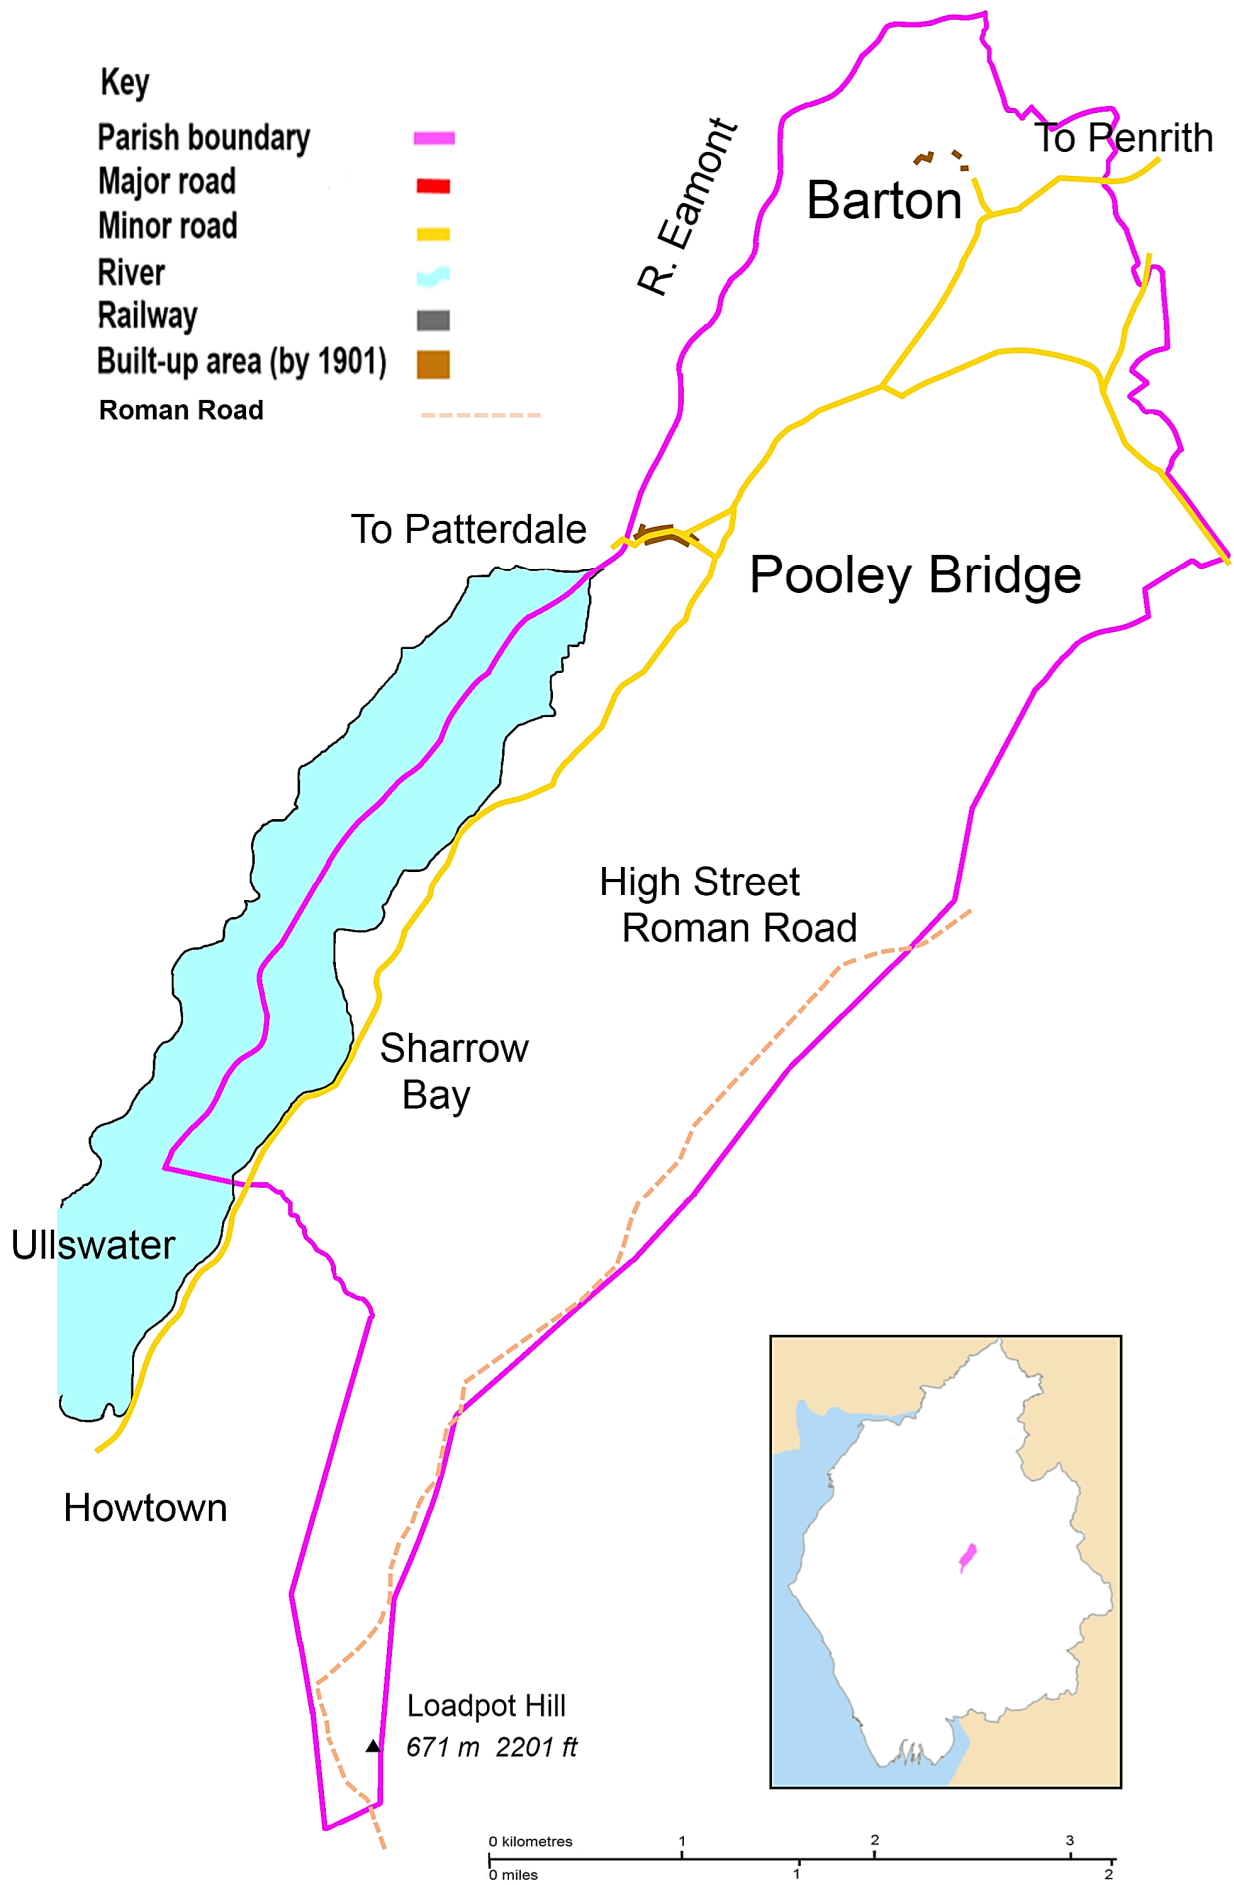 Key
Parish boundary
Major road
Minor road
River
Railway
Built-up area (by 1901)
Roman Road
R. Eamont
To Penrith
Barton
To Patterdale
Pooley Bridge
High Street
Roman Road
Sharrow
Bay
Ullswater
Howtown
Loadpot Hill
671 m 2201 ft
0 kilometres 1 2 3
0 miles 1 2